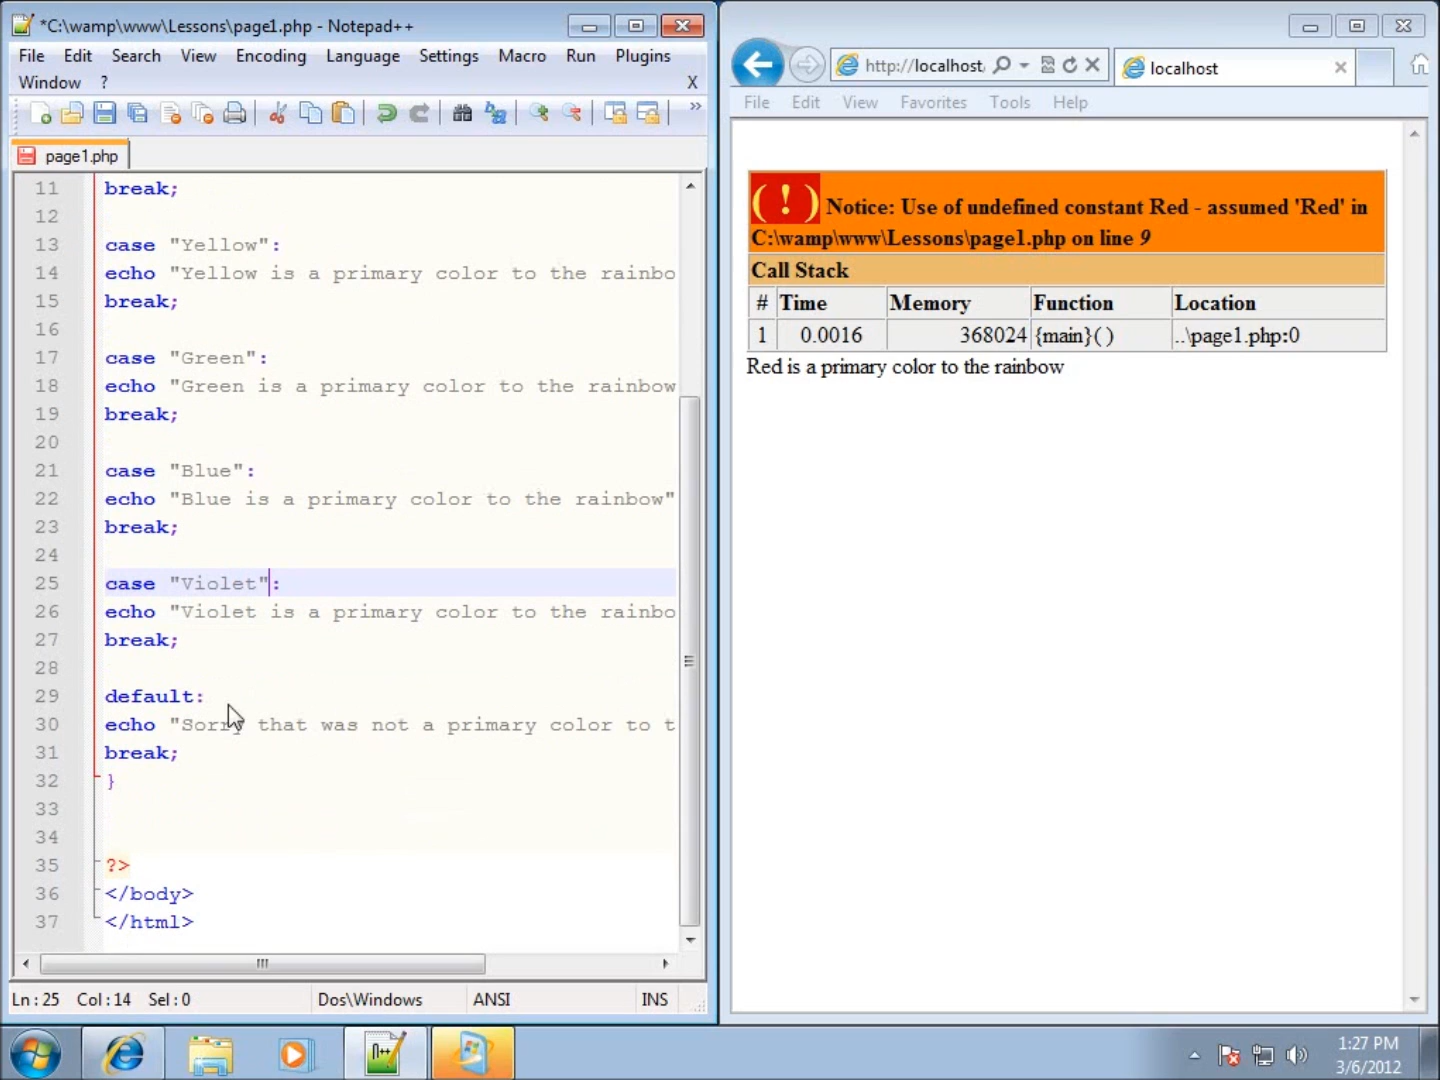 *C:\wamp\www\Lessons\page1.php - Notepad++
File Edit Search View Encoding Language Settings Macro Run Plugins
Window ? X
page1.php
11 break;
12
13 case "Yellow":
14 echo "Yellow is a primary color to the rainbo
15 break;
16
17 case "Green":
18 echo "Green is a primary color to the rainbow
19 break;
20
21 case "Blue":
22 echo "Blue is a primary color to the rainbow"
23 break;
24
25 case "Violet":
26 echo "Violet is a primary color to the rainbo
27 break;
28
29 default:
30 echo "Sorry that was not a primary color to t
31 break;
32 }
33
34
35 ?>
36 </body>
37 </html>
Ln : 25 Col : 14 Sel : 0 Dos\Windows ANSI INS
http://localhost, localhost
File Edit View Favorites Tools Help
( ! ) Notice: Use of undefined constant Red - assumed 'Red' in
C:\wamp\www\Lessons\page1.php on line 9
Call Stack
# Time Memory Function Location
1 0.0016 368024 {main}( ) ..\page1.php:0
Red is a primary color to the rainbow
1:27 PM
3/6/2012